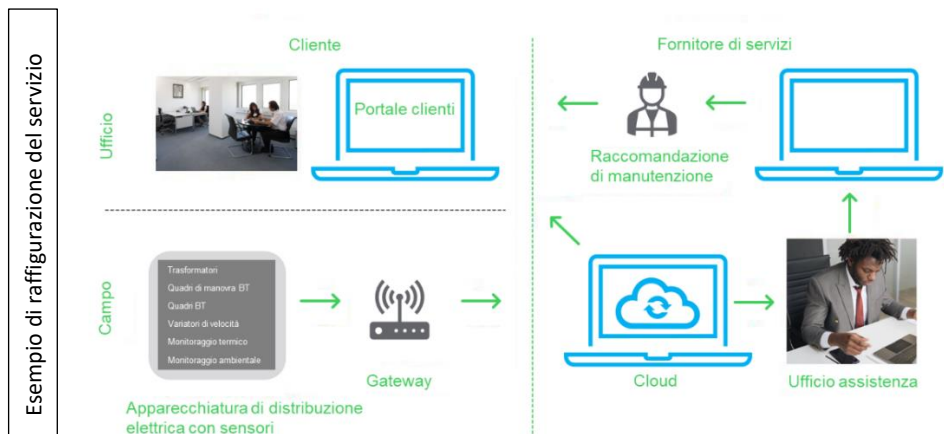 Esempio di raffigurazione del servizio
Cliente
Fornitore di servizi
Ufficio
Portale clienti
Raccomandazione
di manutenzione
Campo
Trasformatori
Quadri di manovra BT
Quadri BT
Variatori di velocità
Monitoraggio termico
Monitoraggio ambientale
Gateway
Cloud
Ufficio assistenza
Apparecchiatura di distribuzione
elettrica con sensori